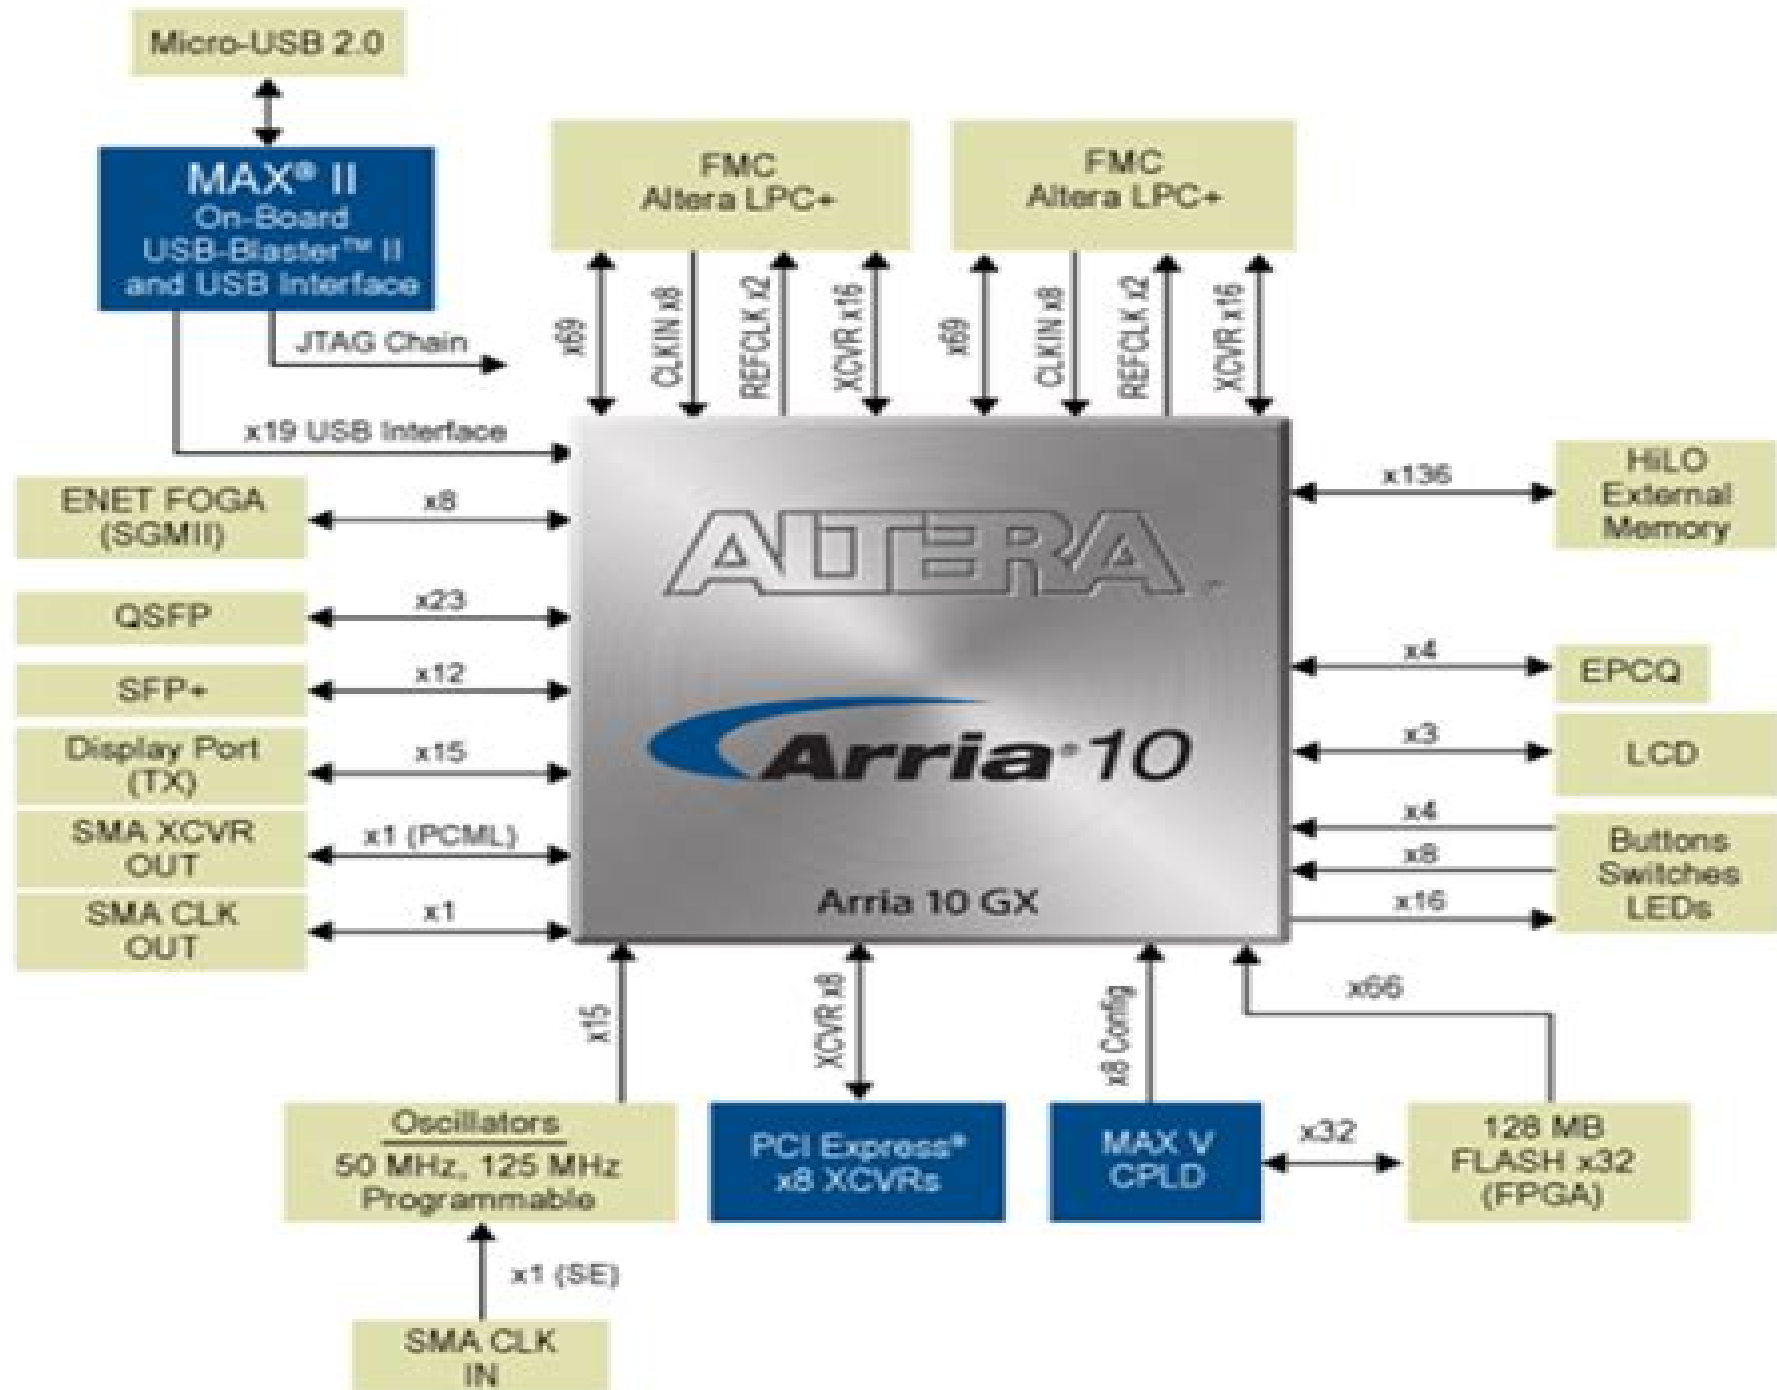 Micro-USB 2.0
MAX® II
On-Board
USB-Blaster™ II
and USB Interface
JTAG Chain
x19 USB Interface
FMC
Altera LPC+
x69
CLKIN x8
REFCLK x2
XCVR x16
FMC
Altera LPC+
x69
CLKIN x8
REFCLK x2
XCVR x16
ENET FOGA
(SGMII)
x8
QSFP
x23
SFP+
x12
Display Port
(TX)
x15
SMA XCVR
OUT
x1 (PCML)
SMA CLK
OUT
x1
ALTERA
Arria® 10
Arria 10 GX
x136
HiLO
External
Memory
x4
EPCQ
x3
LCD
x4
x8
x16
Buttons
Switches
LEDs
x15
XCVR x8
x8 Config
x66
Oscillators
50 MHz, 125 MHz
Programmable
PCI Express®
x8 XCVRs
MAX V
CPLD
x32
128 MB
FLASH x32
(FPGA)
x1 (SE)
SMA CLK
IN